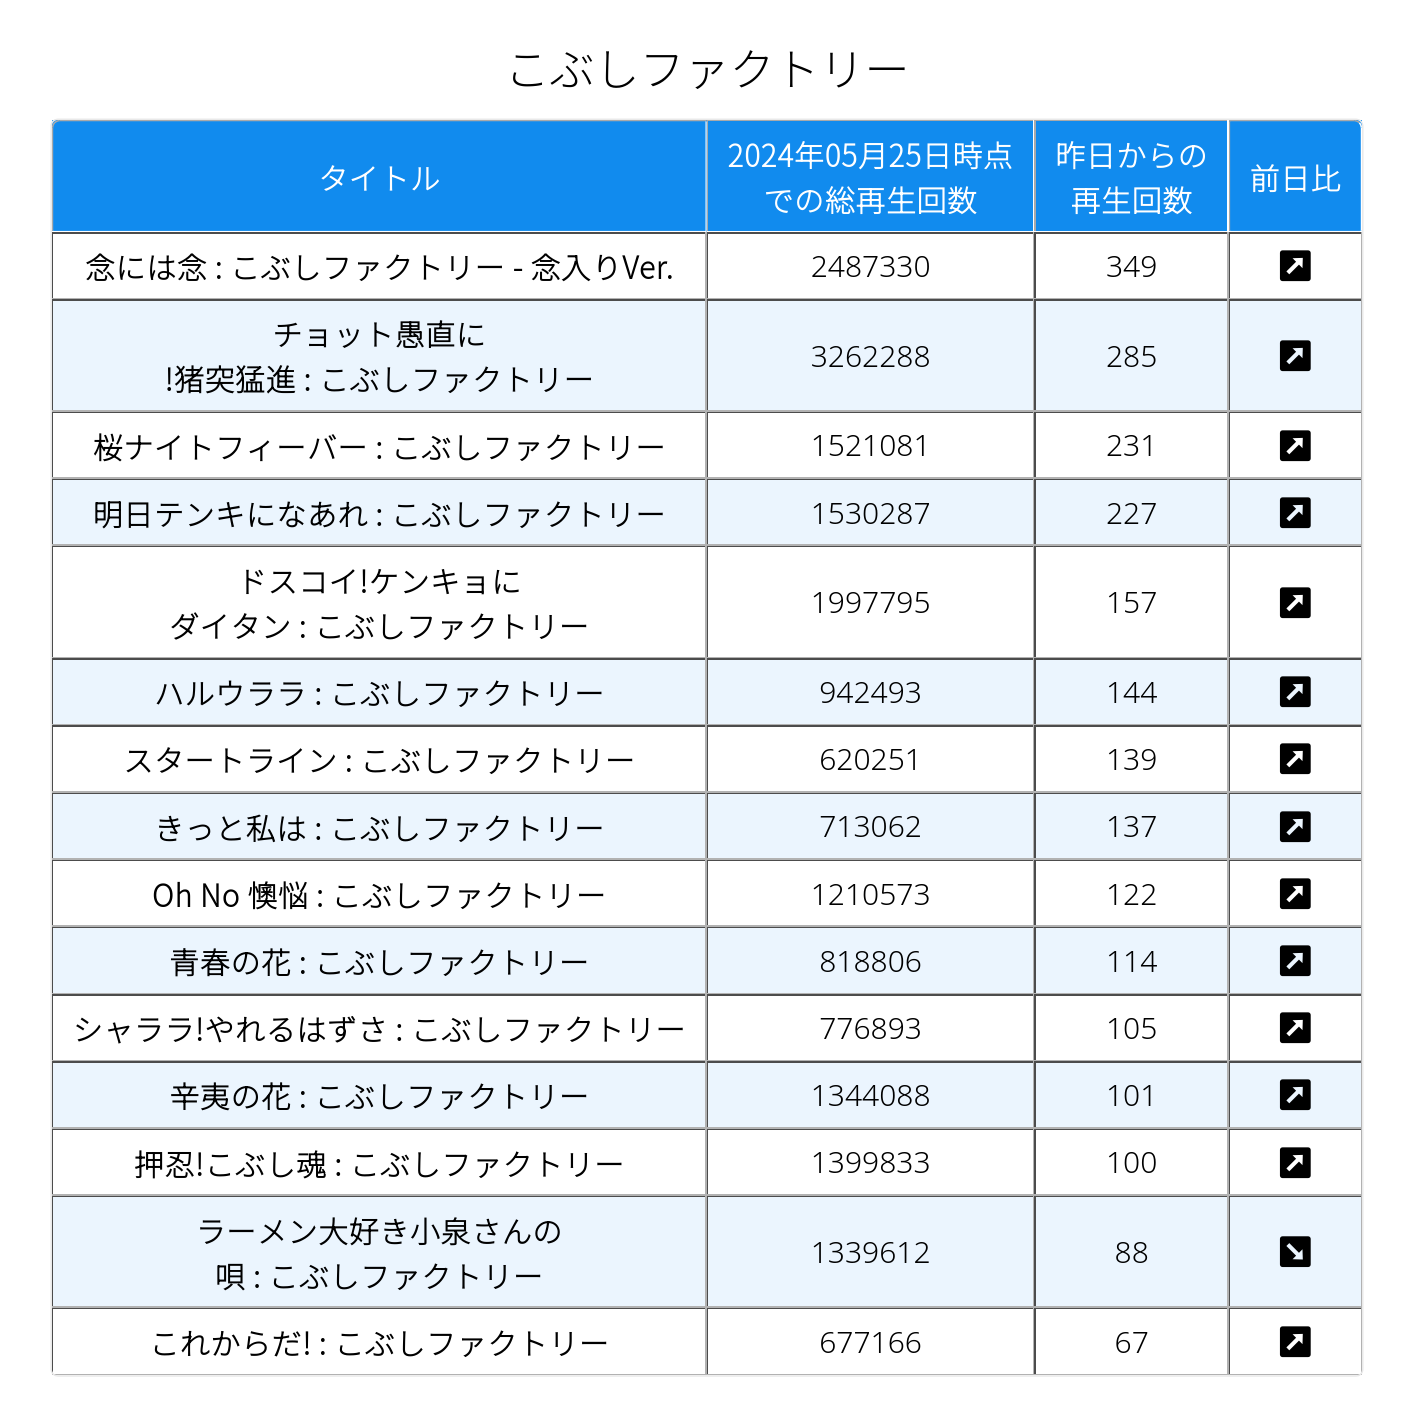 こぶしファクトリー
タイトル
2024年05月25日時点
での総再生回数
昨日からの
再生回数
前日比
念には念 : こぶしファクトリー - 念入りVer.
2487330
349
チョット愚直に
!猪突猛進 : こぶしファクトリー
3262288
285
桜ナイトフィーバー : こぶしファクトリー
1521081
231
明日テンキになあれ : こぶしファクトリー
1530287
227
ドスコイ!ケンキョに
ダイタン : こぶしファクトリー
1997795
157
ハルウララ : こぶしファクトリー
942493
144
スタートライン : こぶしファクトリー
620251
139
きっと私は : こぶしファクトリー
713062
137
Oh No 懊悩 : こぶしファクトリー
1210573
122
青春の花 : こぶしファクトリー
818806
114
シャララ!やれるはずさ : こぶしファクトリー
776893
105
辛夷の花 : こぶしファクトリー
1344088
101
押忍!こぶし魂 : こぶしファクトリー
1399833
100
ラーメン大好き小泉さんの
唄 : こぶしファクトリー
1339612
88
これからだ! : こぶしファクトリー
677166
67